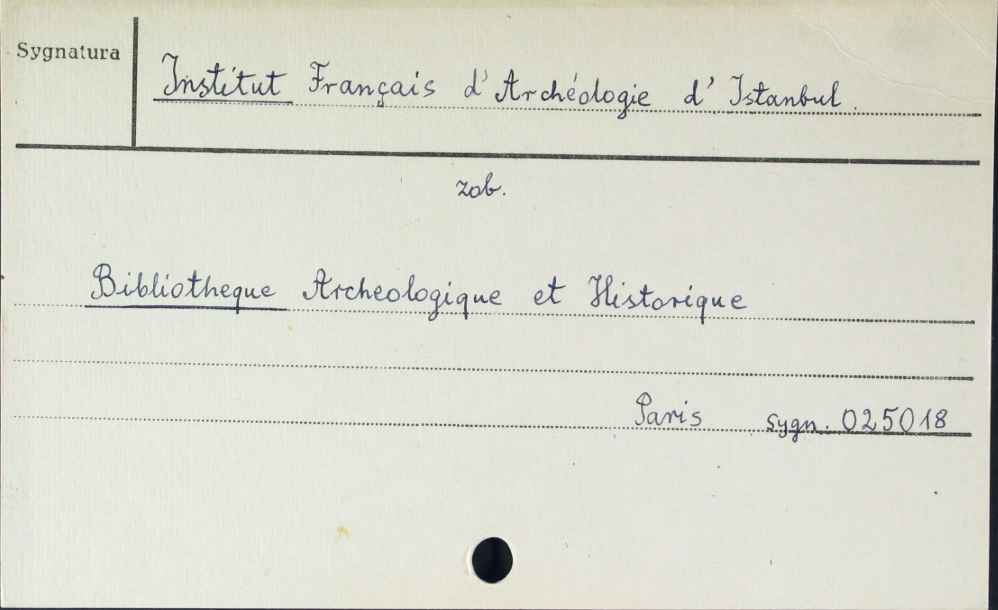 Sygnatura
Institut Français d'Archéologie d'Istanbul.
zob.
Bibliotheque Archeologique et Historique
Paris sygn. 025018